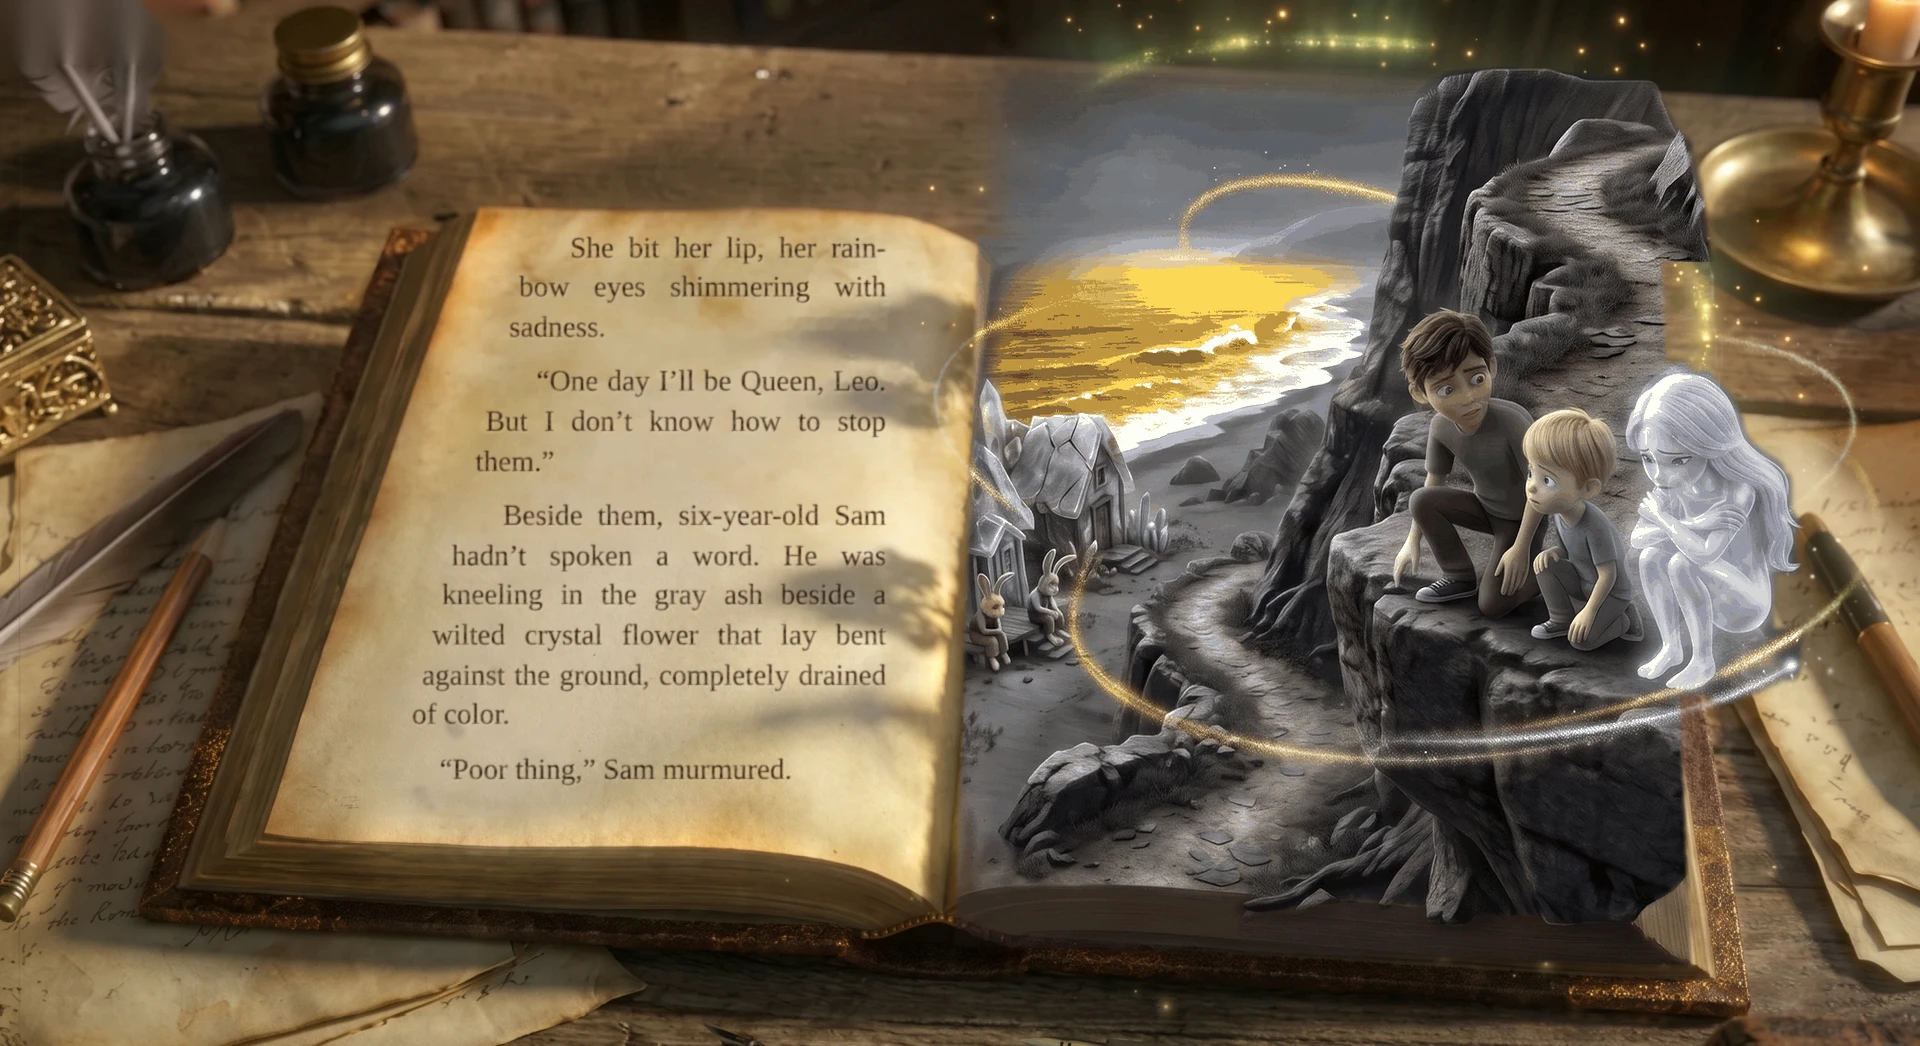 She bit her lip, her rain-
bow eyes shimmering with
sadness.
“One day I’ll be Queen, Leo.
But I don’t know how to stop
them.”
Beside them, six-year-old Sam
hadn’t spoken a word. He was
kneeling in the gray ash beside a
wilted crystal flower that lay bent
against the ground, completely drained
of color.
“Poor thing,” Sam murmured.